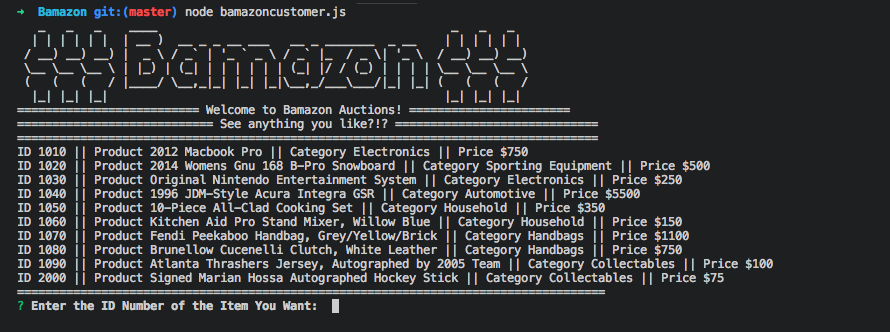 ➜ Bamazon git:(master) node bamazoncustomer.js
$$$ Bamazon $$$
============================ Welcome to Bamazon Auctions! =========================
============================== See anything you like?!? ===============================
=====================================================================================
ID 1010 || Product 2012 Macbook Pro || Category Electronics || Price $750
ID 1020 || Product 2014 Womens Gnu 168 B-Pro Snowboard || Category Sporting Equipment || Price $500
ID 1030 || Product Original Nintendo Entertainment System || Category Electronics || Price $250
ID 1040 || Product 1996 JDM-Style Acura Integra GSR || Category Automotive || Price $5500
ID 1050 || Product 10-Piece All-Clad Cooking Set || Category Household || Price $350
ID 1060 || Product Kitchen Aid Pro Stand Mixer, Willow Blue || Category Household || Price $150
ID 1070 || Product Fendi Peekaboo Handbag, Grey/Yellow/Brick || Category Handbags || Price $1100
ID 1080 || Product Brunellow Cucenelli Clutch, White Leather || Category Handbags || Price $750
ID 1090 || Product Atlanta Thrashers Jersey, Autographed by 2005 Team || Category Collectables || Price $100
ID 2000 || Product Signed Marian Hossa Autographed Hockey Stick || Category Collectables || Price $75
======================================================================================
? Enter the ID Number of the Item You Want: